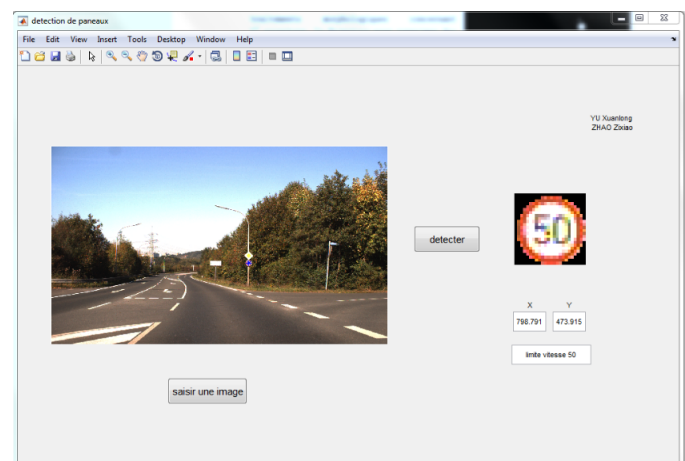 detection de paneaux
File Edit View Insert Tools Desktop Window Help
YU Xuanlong
ZHAO Zixiao
detecter
50
X Y
798.791 473.915
limite vitesse 50
saisir une image